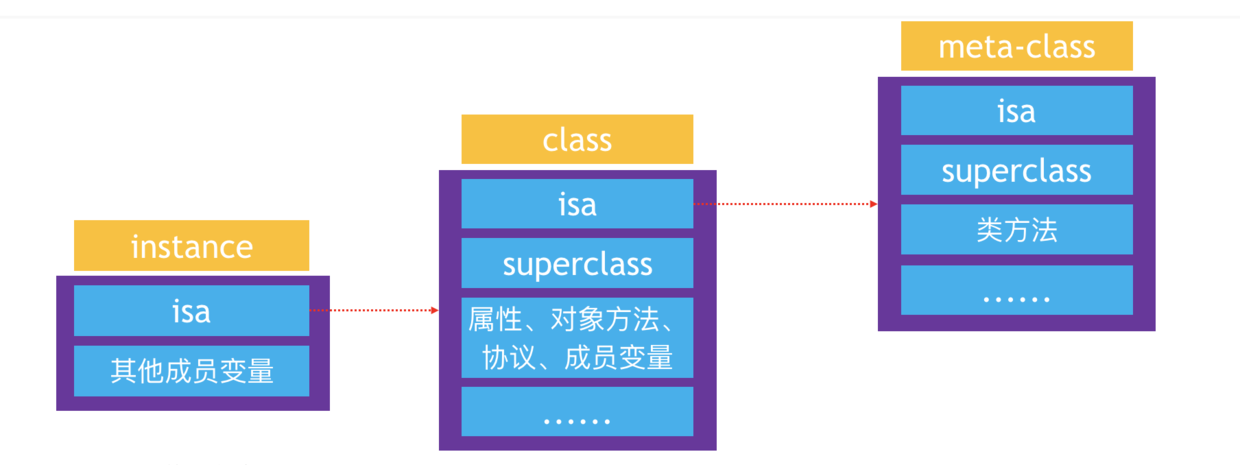 instance
isa
其他成员变量
class
isa
superclass
属性、对象方法、
协议、成员变量
......
meta-class
isa
superclass
类方法
......